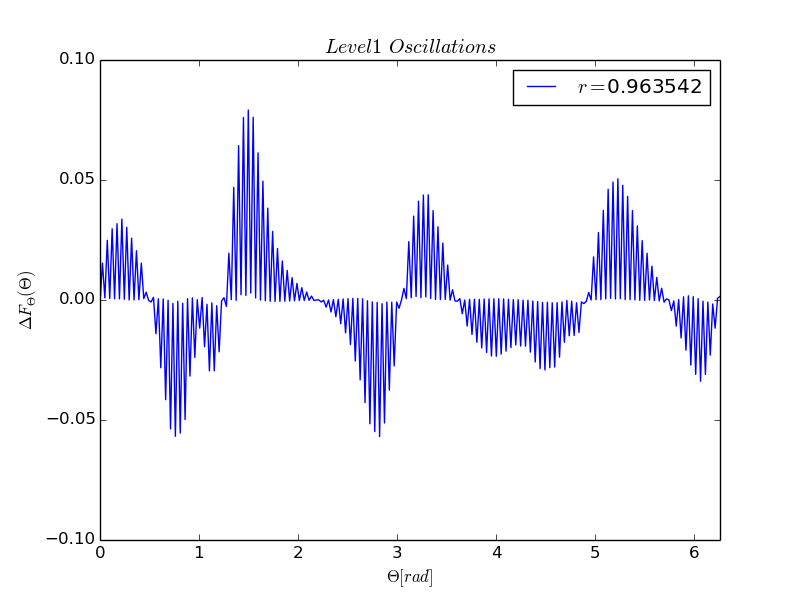 Level1 Oscillations
0.10
r=0.963542
0.05
0.00
−0.05
−0.10
ΔF_Θ(Θ)
0 1 2 3 4 5 6
Θ[rad]